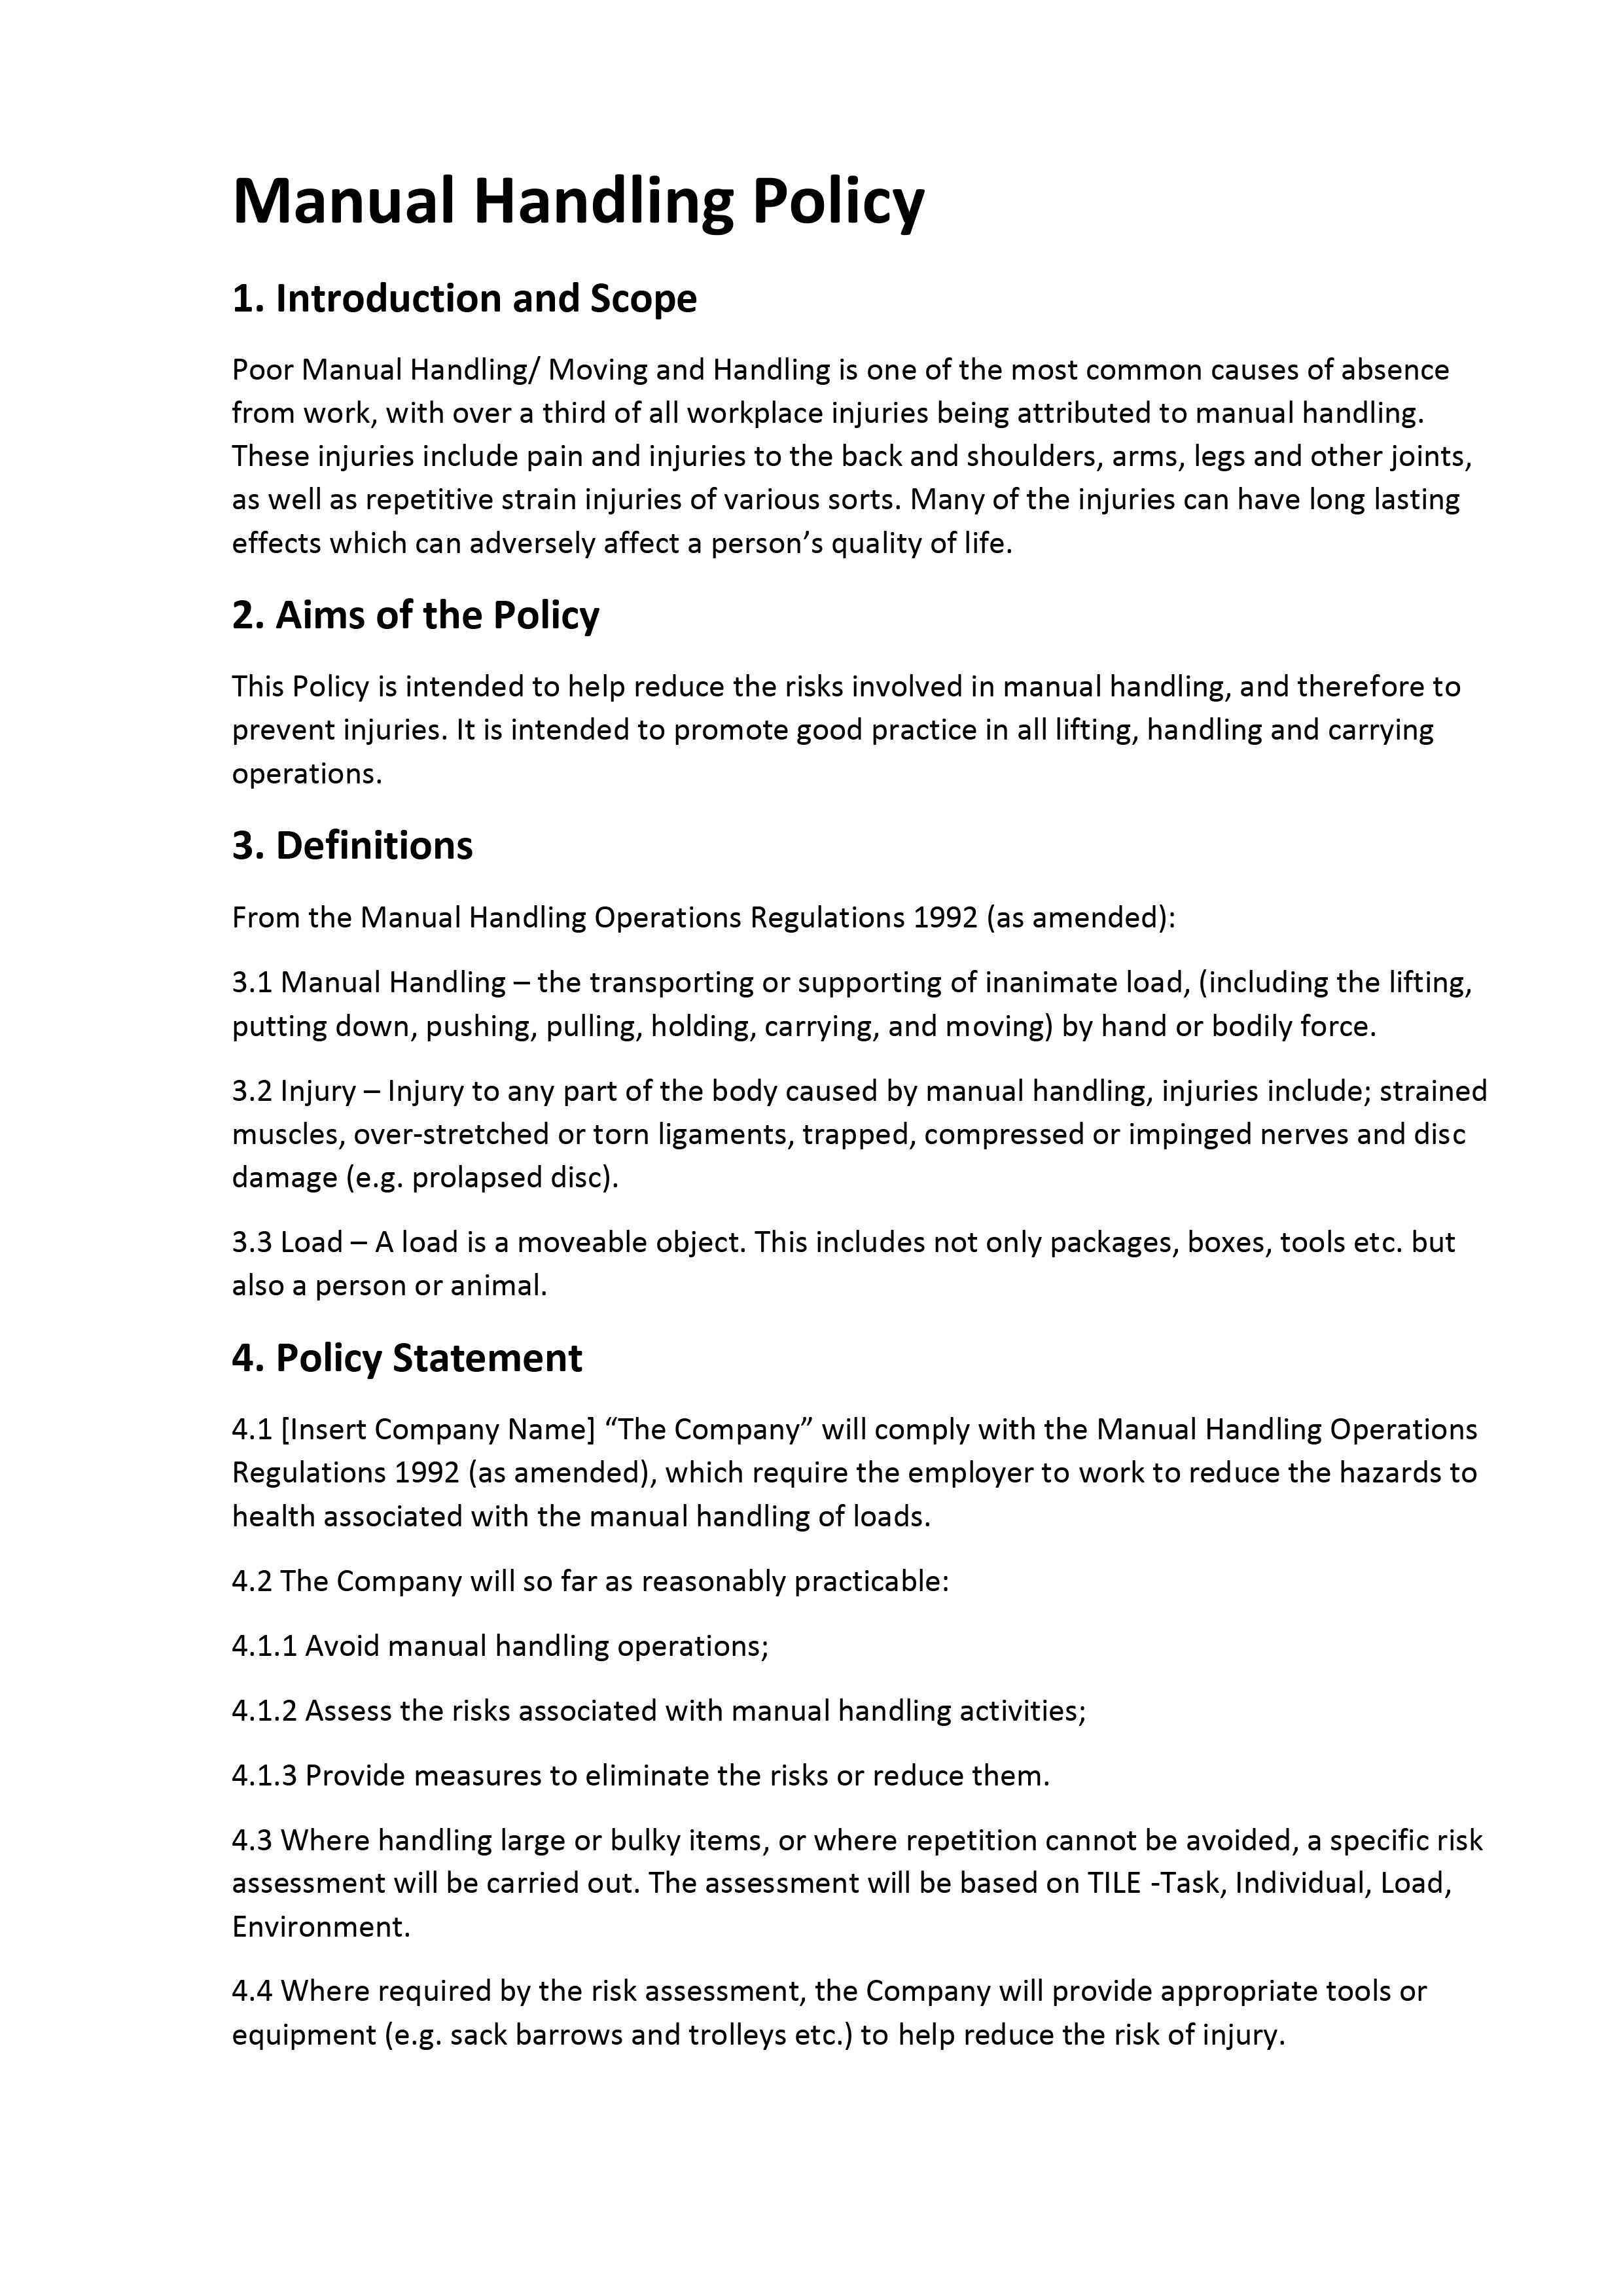 Manual Handling Policy
1. Introduction and Scope
Poor Manual Handling/ Moving and Handling is one of the most common causes of absence
from work, with over a third of all workplace injuries being attributed to manual handling.
These injuries include pain and injuries to the back and shoulders, arms, legs and other joints,
as well as repetitive strain injuries of various sorts. Many of the injuries can have long lasting
effects which can adversely affect a person’s quality of life.
2. Aims of the Policy
This Policy is intended to help reduce the risks involved in manual handling, and therefore to
prevent injuries. It is intended to promote good practice in all lifting, handling and carrying
operations.
3. Definitions
From the Manual Handling Operations Regulations 1992 (as amended):
3.1 Manual Handling – the transporting or supporting of inanimate load, (including the lifting,
putting down, pushing, pulling, holding, carrying, and moving) by hand or bodily force.
3.2 Injury – Injury to any part of the body caused by manual handling, injuries include; strained
muscles, over-stretched or torn ligaments, trapped, compressed or impinged nerves and disc
damage (e.g. prolapsed disc).
3.3 Load – A load is a moveable object. This includes not only packages, boxes, tools etc. but
also a person or animal.
4. Policy Statement
4.1 [Insert Company Name] “The Company” will comply with the Manual Handling Operations
Regulations 1992 (as amended), which require the employer to work to reduce the hazards to
health associated with the manual handling of loads.
4.2 The Company will so far as reasonably practicable:
4.1.1 Avoid manual handling operations;
4.1.2 Assess the risks associated with manual handling activities;
4.1.3 Provide measures to eliminate the risks or reduce them.
4.3 Where handling large or bulky items, or where repetition cannot be avoided, a specific risk
assessment will be carried out. The assessment will be based on TILE -Task, Individual, Load,
Environment.
4.4 Where required by the risk assessment, the Company will provide appropriate tools or
equipment (e.g. sack barrows and trolleys etc.) to help reduce the risk of injury.